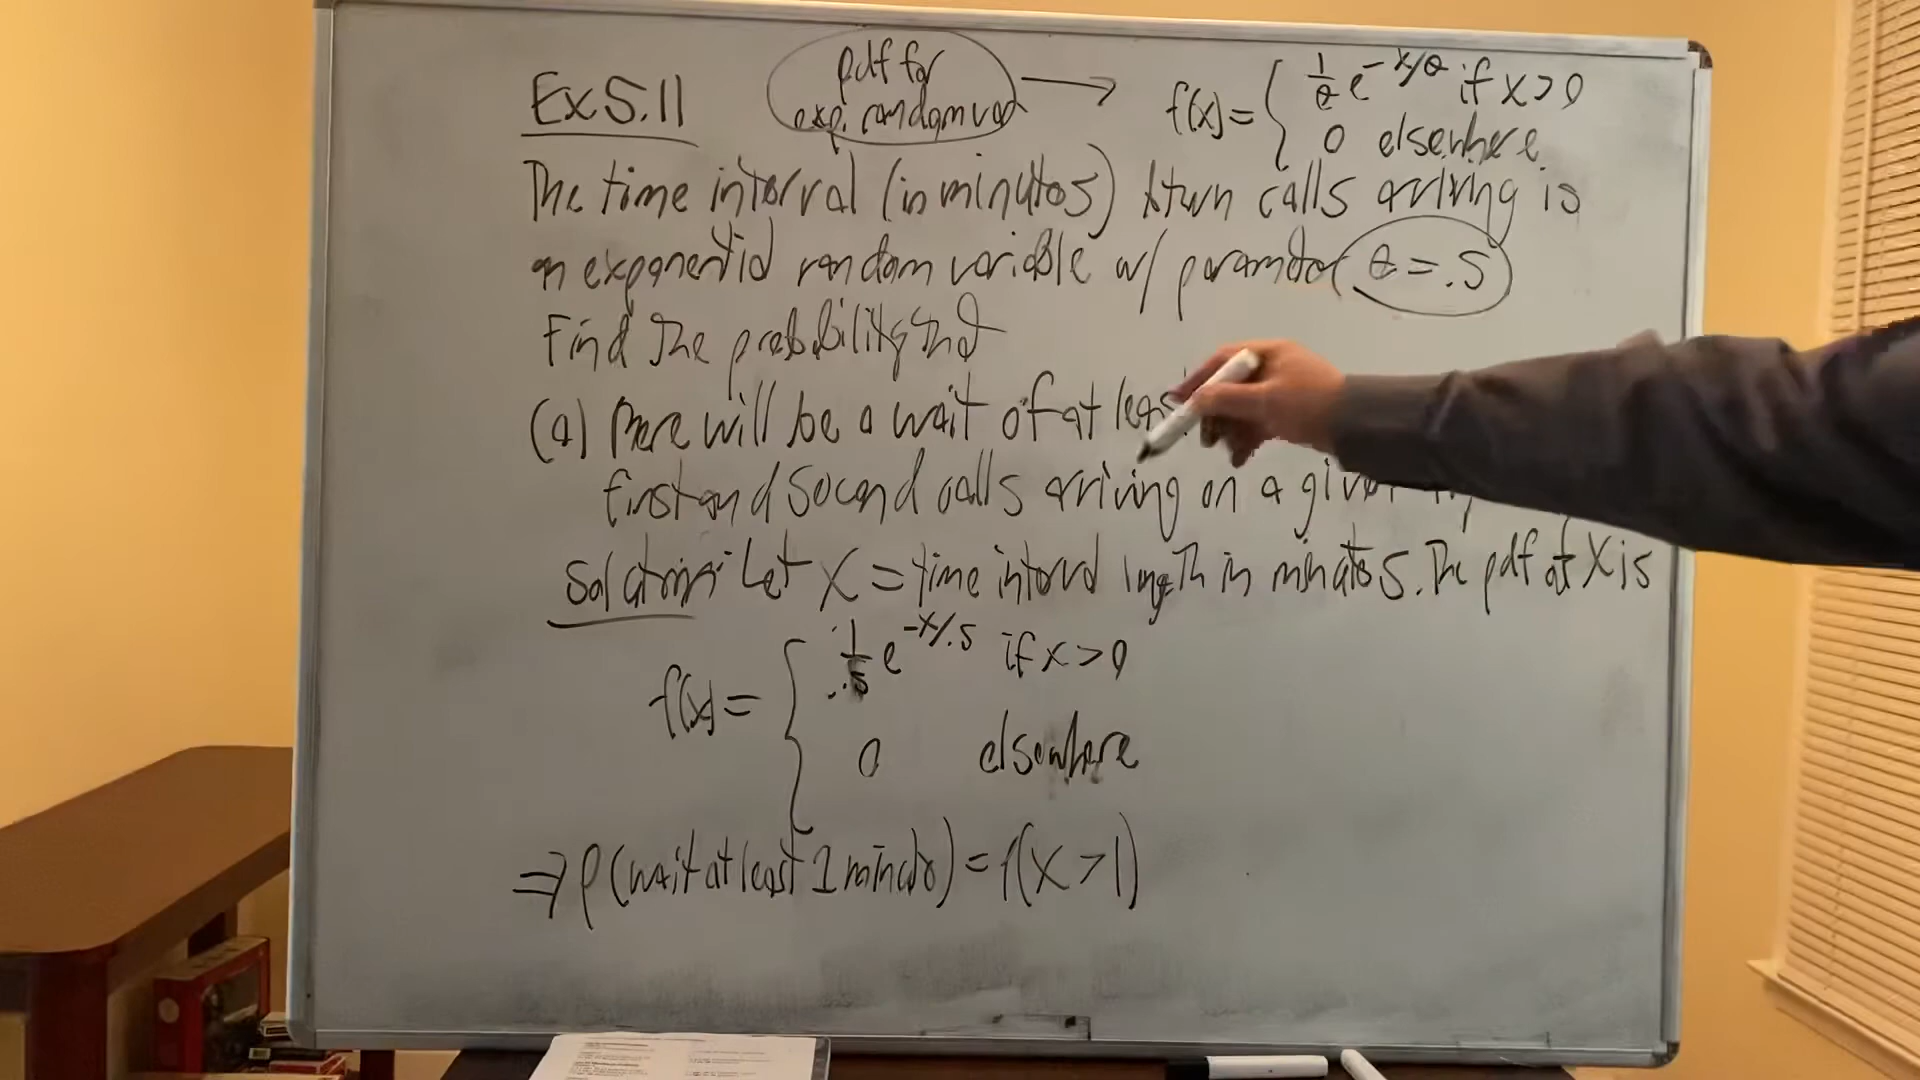 Ex 5.11
pdf for
exp. random var
f(x) = { 1/θ e^-x/θ if x > 0
0 elsewhere
The time interval (in minutes) btwn calls arriving is
an exponential random variable w/ parameter θ = .5
Find the probability that
(a) there will be a wait of at least
first and second calls arriving on a given
Solution: Let X = time interval length in minutes. The pdf of X is
f(x) = { 1/.5 e^-x/.5 if x > 0
0 elsewhere
⇒ P(wait at least 1 minute) = P(X > 1)